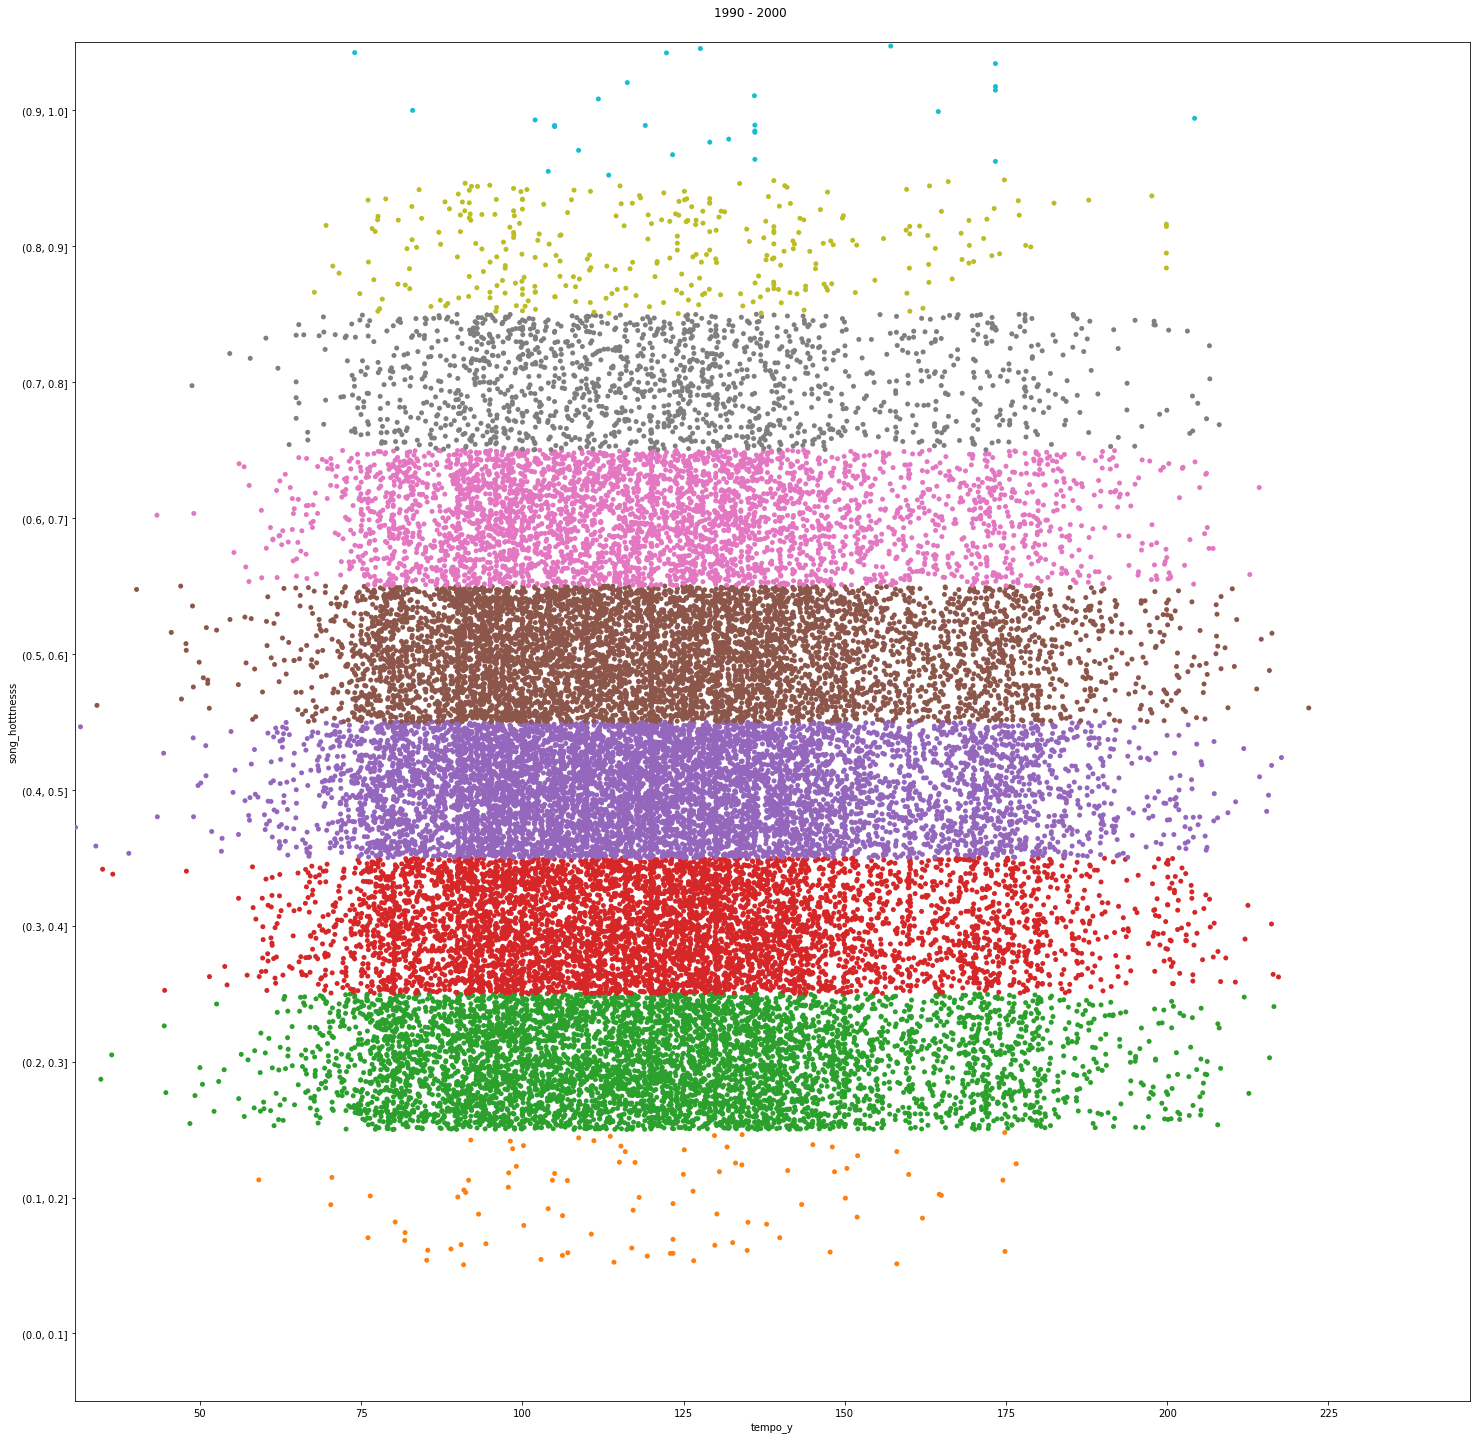 1990 - 2000
(0.9, 1.0]
(0.8, 0.9]
(0.7, 0.8]
(0.6, 0.7]
(0.5, 0.6]
(0.4, 0.5]
(0.3, 0.4]
(0.2, 0.3]
(0.1, 0.2]
(0.0, 0.1]
song_hotttnesss
50 75 100 125 150 175 200 225
tempo_y